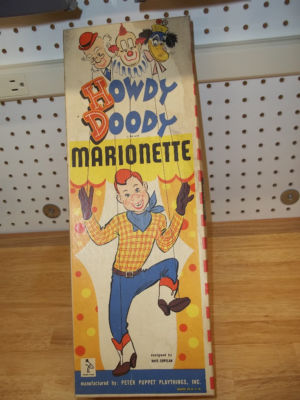 HOWDY
DOODY
MARIONETTE
designed by
manufactured by: PETER PUPPET PLAYTHINGS, INC.